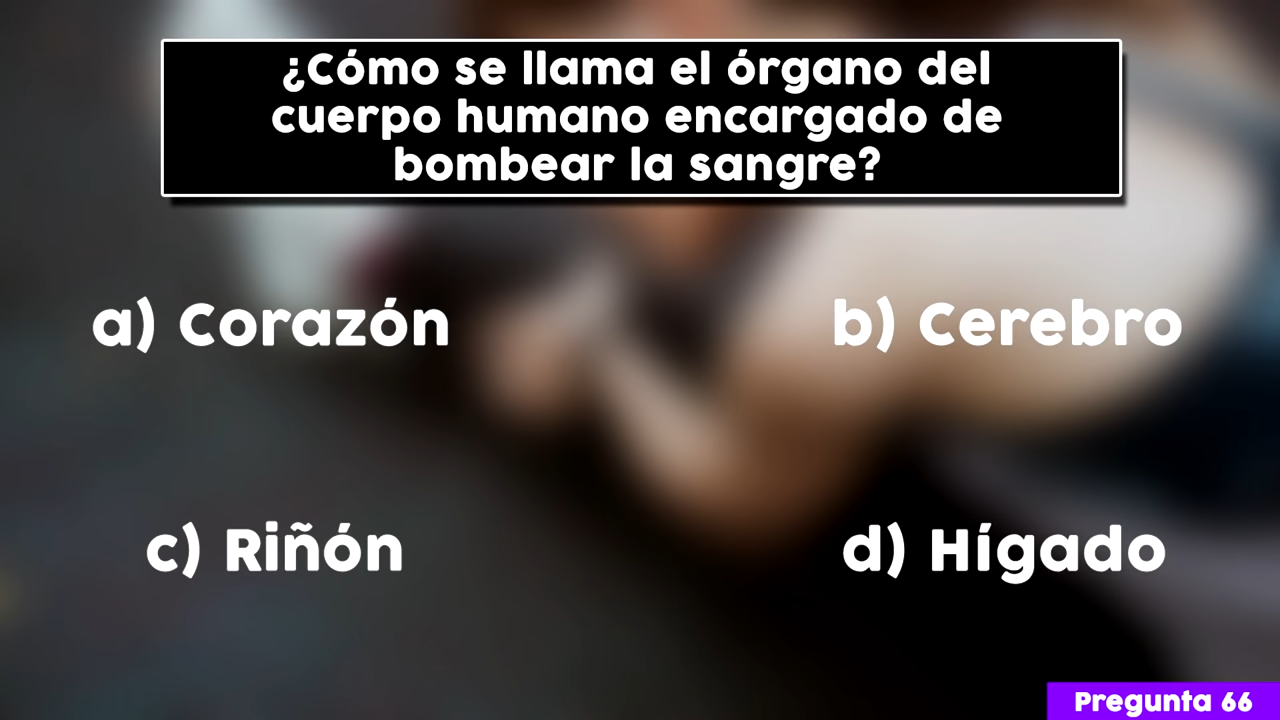 ¿Cómo se llama el órgano del
cuerpo humano encargado de
bombear la sangre?
a) Corazón
b) Cerebro
c) Riñón
d) Hígado
Pregunta 66